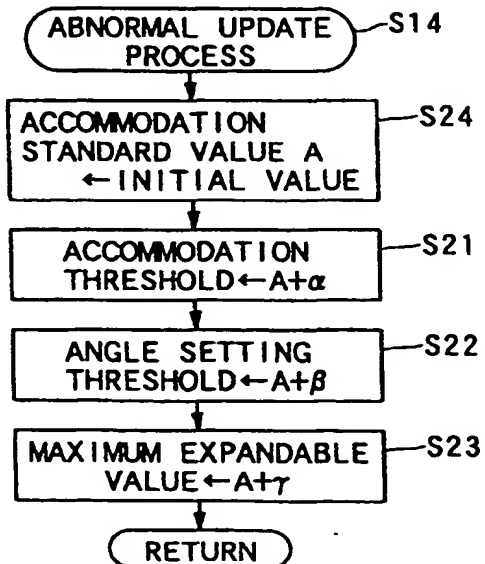 ABNORMAL UPDATE
PROCESS
S14
ACCOMMODATION
STANDARD VALUE A
←INITIAL VALUE
S24
ACCOMMODATION
THRESHOLD←A+α
S21
ANGLE SETTING
THRESHOLD←A+β
S22
MAXIMUM EXPANDABLE
VALUE←A+γ
S23
RETURN